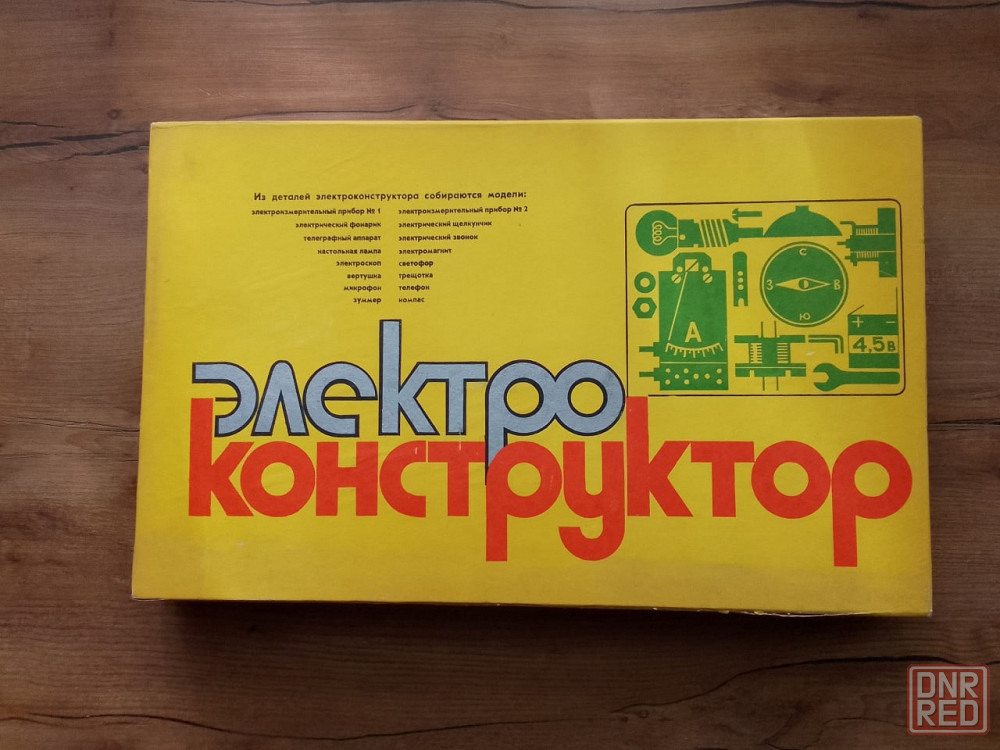 Из деталей электроконструктора собираются модели:
электроизмерительный прибор № 1
электрический фонарик
телеграфный аппарат
настольная лампа
электроскоп
вертушка
микрофон
зуммер
электроизмерительный прибор № 2
электрический щелкунчик
электрический звонок
электромагнит
светофор
трещотка
телефон
компас
С
З В
Ю
А
+ −
4,5 в
электро
конструктор
DNR
RED